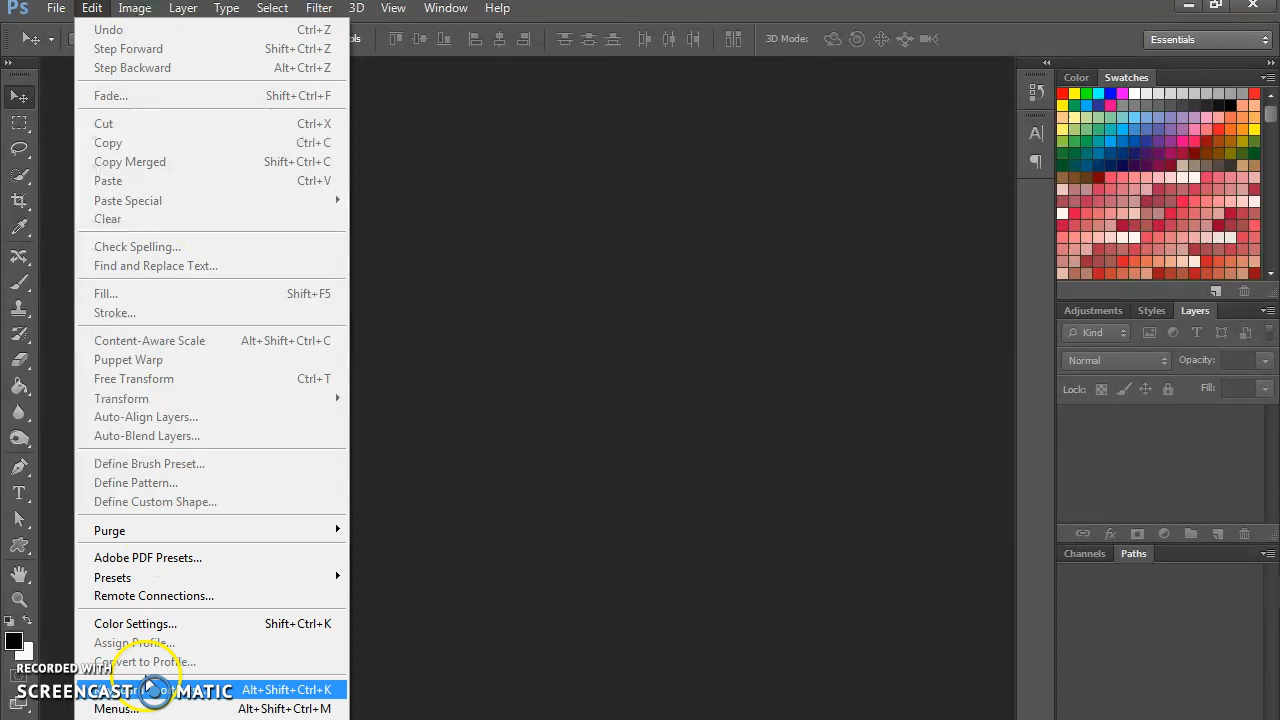 Ps File Edit Image Layer Type Select Filter 3D View Window Help
3D Mode: Essentials
Undo Ctrl+Z
Step Forward Shift+Ctrl+Z
Step Backward Alt+Ctrl+Z
Fade... Shift+Ctrl+F
Cut Ctrl+X
Copy Ctrl+C
Copy Merged Shift+Ctrl+C
Paste Ctrl+V
Paste Special
Clear
Check Spelling...
Find and Replace Text...
Fill... Shift+F5
Stroke...
Content-Aware Scale Alt+Shift+Ctrl+C
Puppet Warp
Free Transform Ctrl+T
Transform
Auto-Align Layers...
Auto-Blend Layers...
Define Brush Preset...
Define Pattern...
Define Custom Shape...
Purge
Adobe PDF Presets...
Presets
Remote Connections...
Color Settings... Shift+Ctrl+K
Assign Profile...
Convert to Profile...
Alt+Shift+Ctrl+K
Menus... Alt+Shift+Ctrl+M
RECORDED WITH
SCREENCAST MATIC
Color Swatches
Adjustments Styles Layers
Kind
Normal Opacity:
Lock: Fill:
Channels Paths